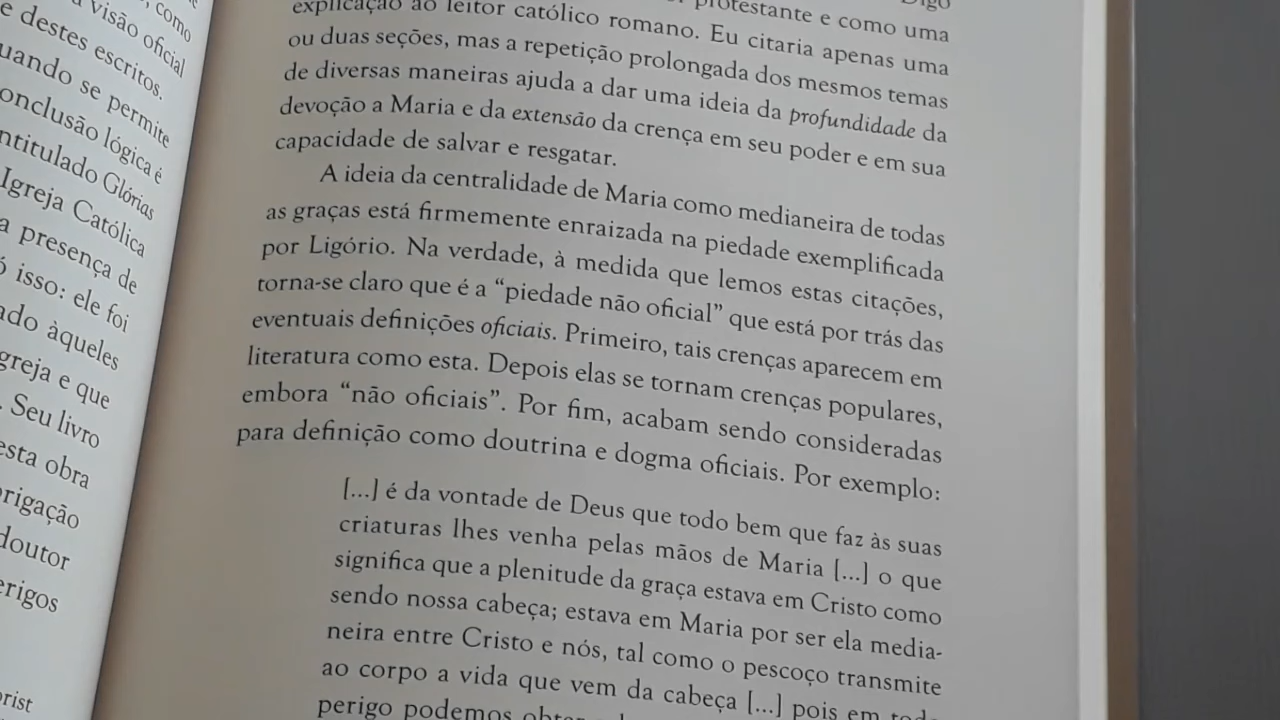 como
visão oficial
e destes escritos.
uando se permite
onclusão lógica é
ntitulado Glórias
Igreja Católica
a presença de
ó isso: ele foi
ado àqueles
greja e que
. Seu livro
esta obra
rigação
doutor
erigos
orist
Digo
protestante e como uma
explicação ao leitor católico romano. Eu citaria apenas uma
ou duas seções, mas a repetição prolongada dos mesmos temas
de diversas maneiras ajuda a dar uma ideia da profundidade da
devoção a Maria e da extensão da crença em seu poder e em sua
capacidade de salvar e resgatar.
A ideia da centralidade de Maria como medianeira de todas
as graças está firmemente enraizada na piedade exemplificada
por Ligório. Na verdade, à medida que lemos estas citações,
torna-se claro que é a “piedade não oficial” que está por trás das
eventuais definições oficiais. Primeiro, tais crenças aparecem em
literatura como esta. Depois elas se tornam crenças populares,
embora “não oficiais”. Por fim, acabam sendo consideradas
para definição como doutrina e dogma oficiais. Por exemplo:
[...] é da vontade de Deus que todo bem que faz às suas
criaturas lhes venha pelas mãos de Maria [...] o que
significa que a plenitude da graça estava em Cristo como
sendo nossa cabeça; estava em Maria por ser ela media-
neira entre Cristo e nós, tal como o pescoço transmite
ao corpo a vida que vem da cabeça [...] pois em todo
perigo podemos